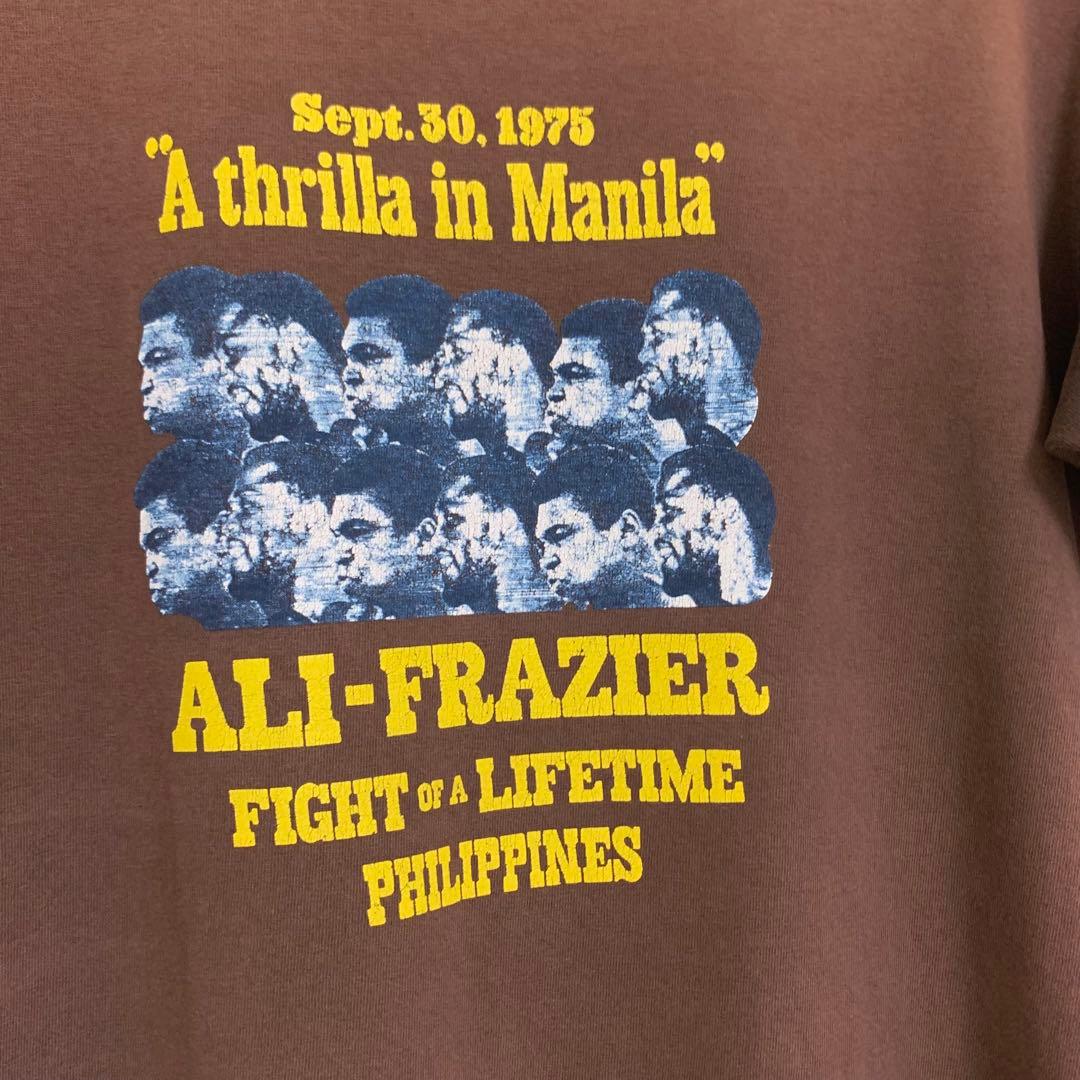 Sept. 30, 1975
"A thrilla in Manila"
ALI-FRAZIER
FIGHT OF A LIFETIME
PHILIPPINES